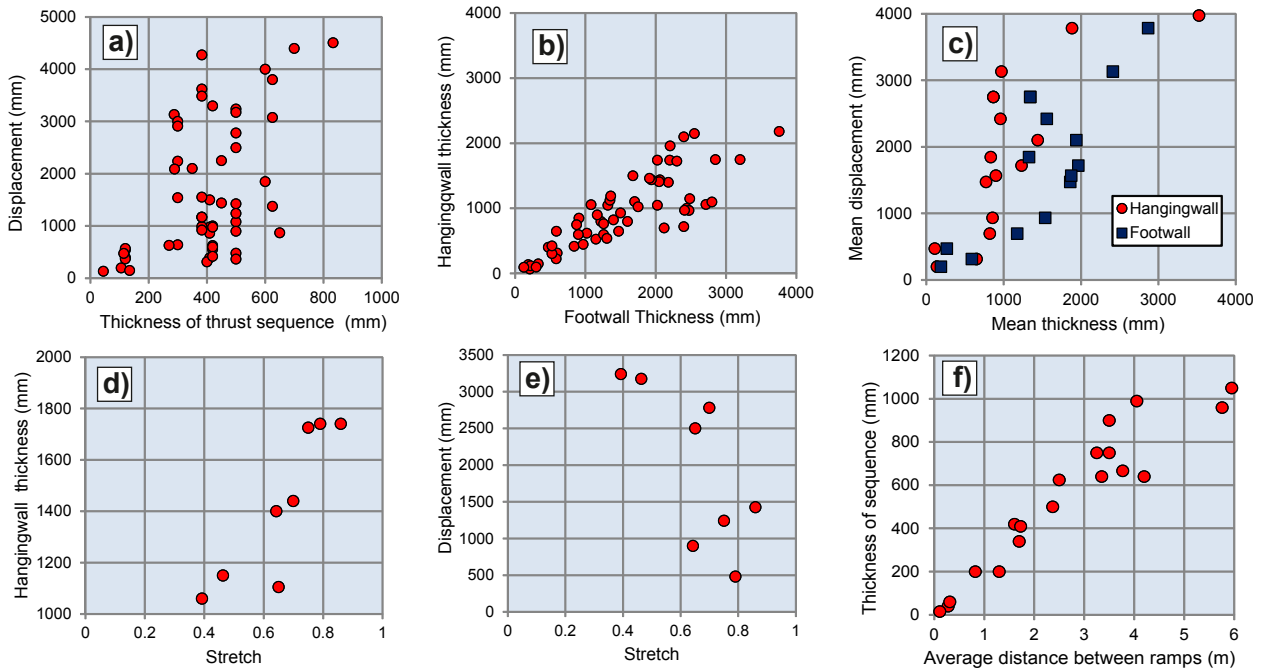 a)
Displacement (mm)
5000
4000
3000
2000
1000
0
0 200 400 600 800 1000
Thickness of thrust sequence (mm)
b)
Hangingwall thickness (mm)
4000
3000
2000
1000
0
0 1000 2000 3000 4000
Footwall Thickness (mm)
c)
Mean displacement (mm)
4000
3000
2000
1000
0
0 1000 2000 3000 4000
Mean thickness (mm)
Hangingwall
Footwall
d)
Hangingwall thickness (mm)
2000
1800
1600
1400
1200
1000
0 0.2 0.4 0.6 0.8 1
Stretch
e)
Displacement (mm)
3500
3000
2500
2000
1500
1000
500
0
0 0.2 0.4 0.6 0.8 1
Stretch
f)
Thickness of sequence (mm)
1200
1000
800
600
400
200
0
0 1 2 3 4 5 6
Average distance between ramps (m)